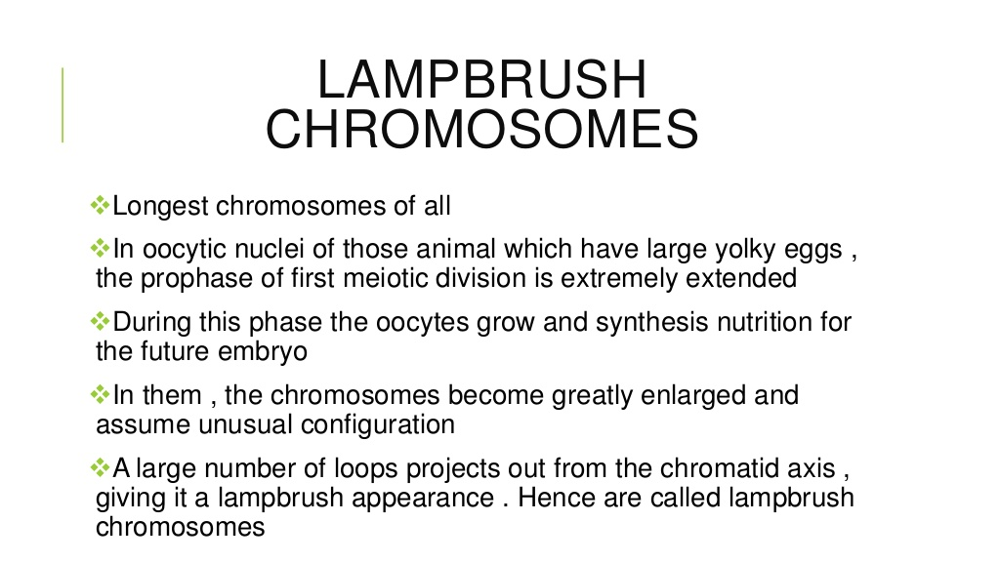 LAMPBRUSH
CHROMOSOMES
❖Longest chromosomes of all
❖In oocytic nuclei of those animal which have large yolky eggs ,
the prophase of first meiotic division is extremely extended
❖During this phase the oocytes grow and synthesis nutrition for
the future embryo
❖In them , the chromosomes become greatly enlarged and
assume unusual configuration
❖A large number of loops projects out from the chromatid axis ,
giving it a lampbrush appearance . Hence are called lampbrush
chromosomes